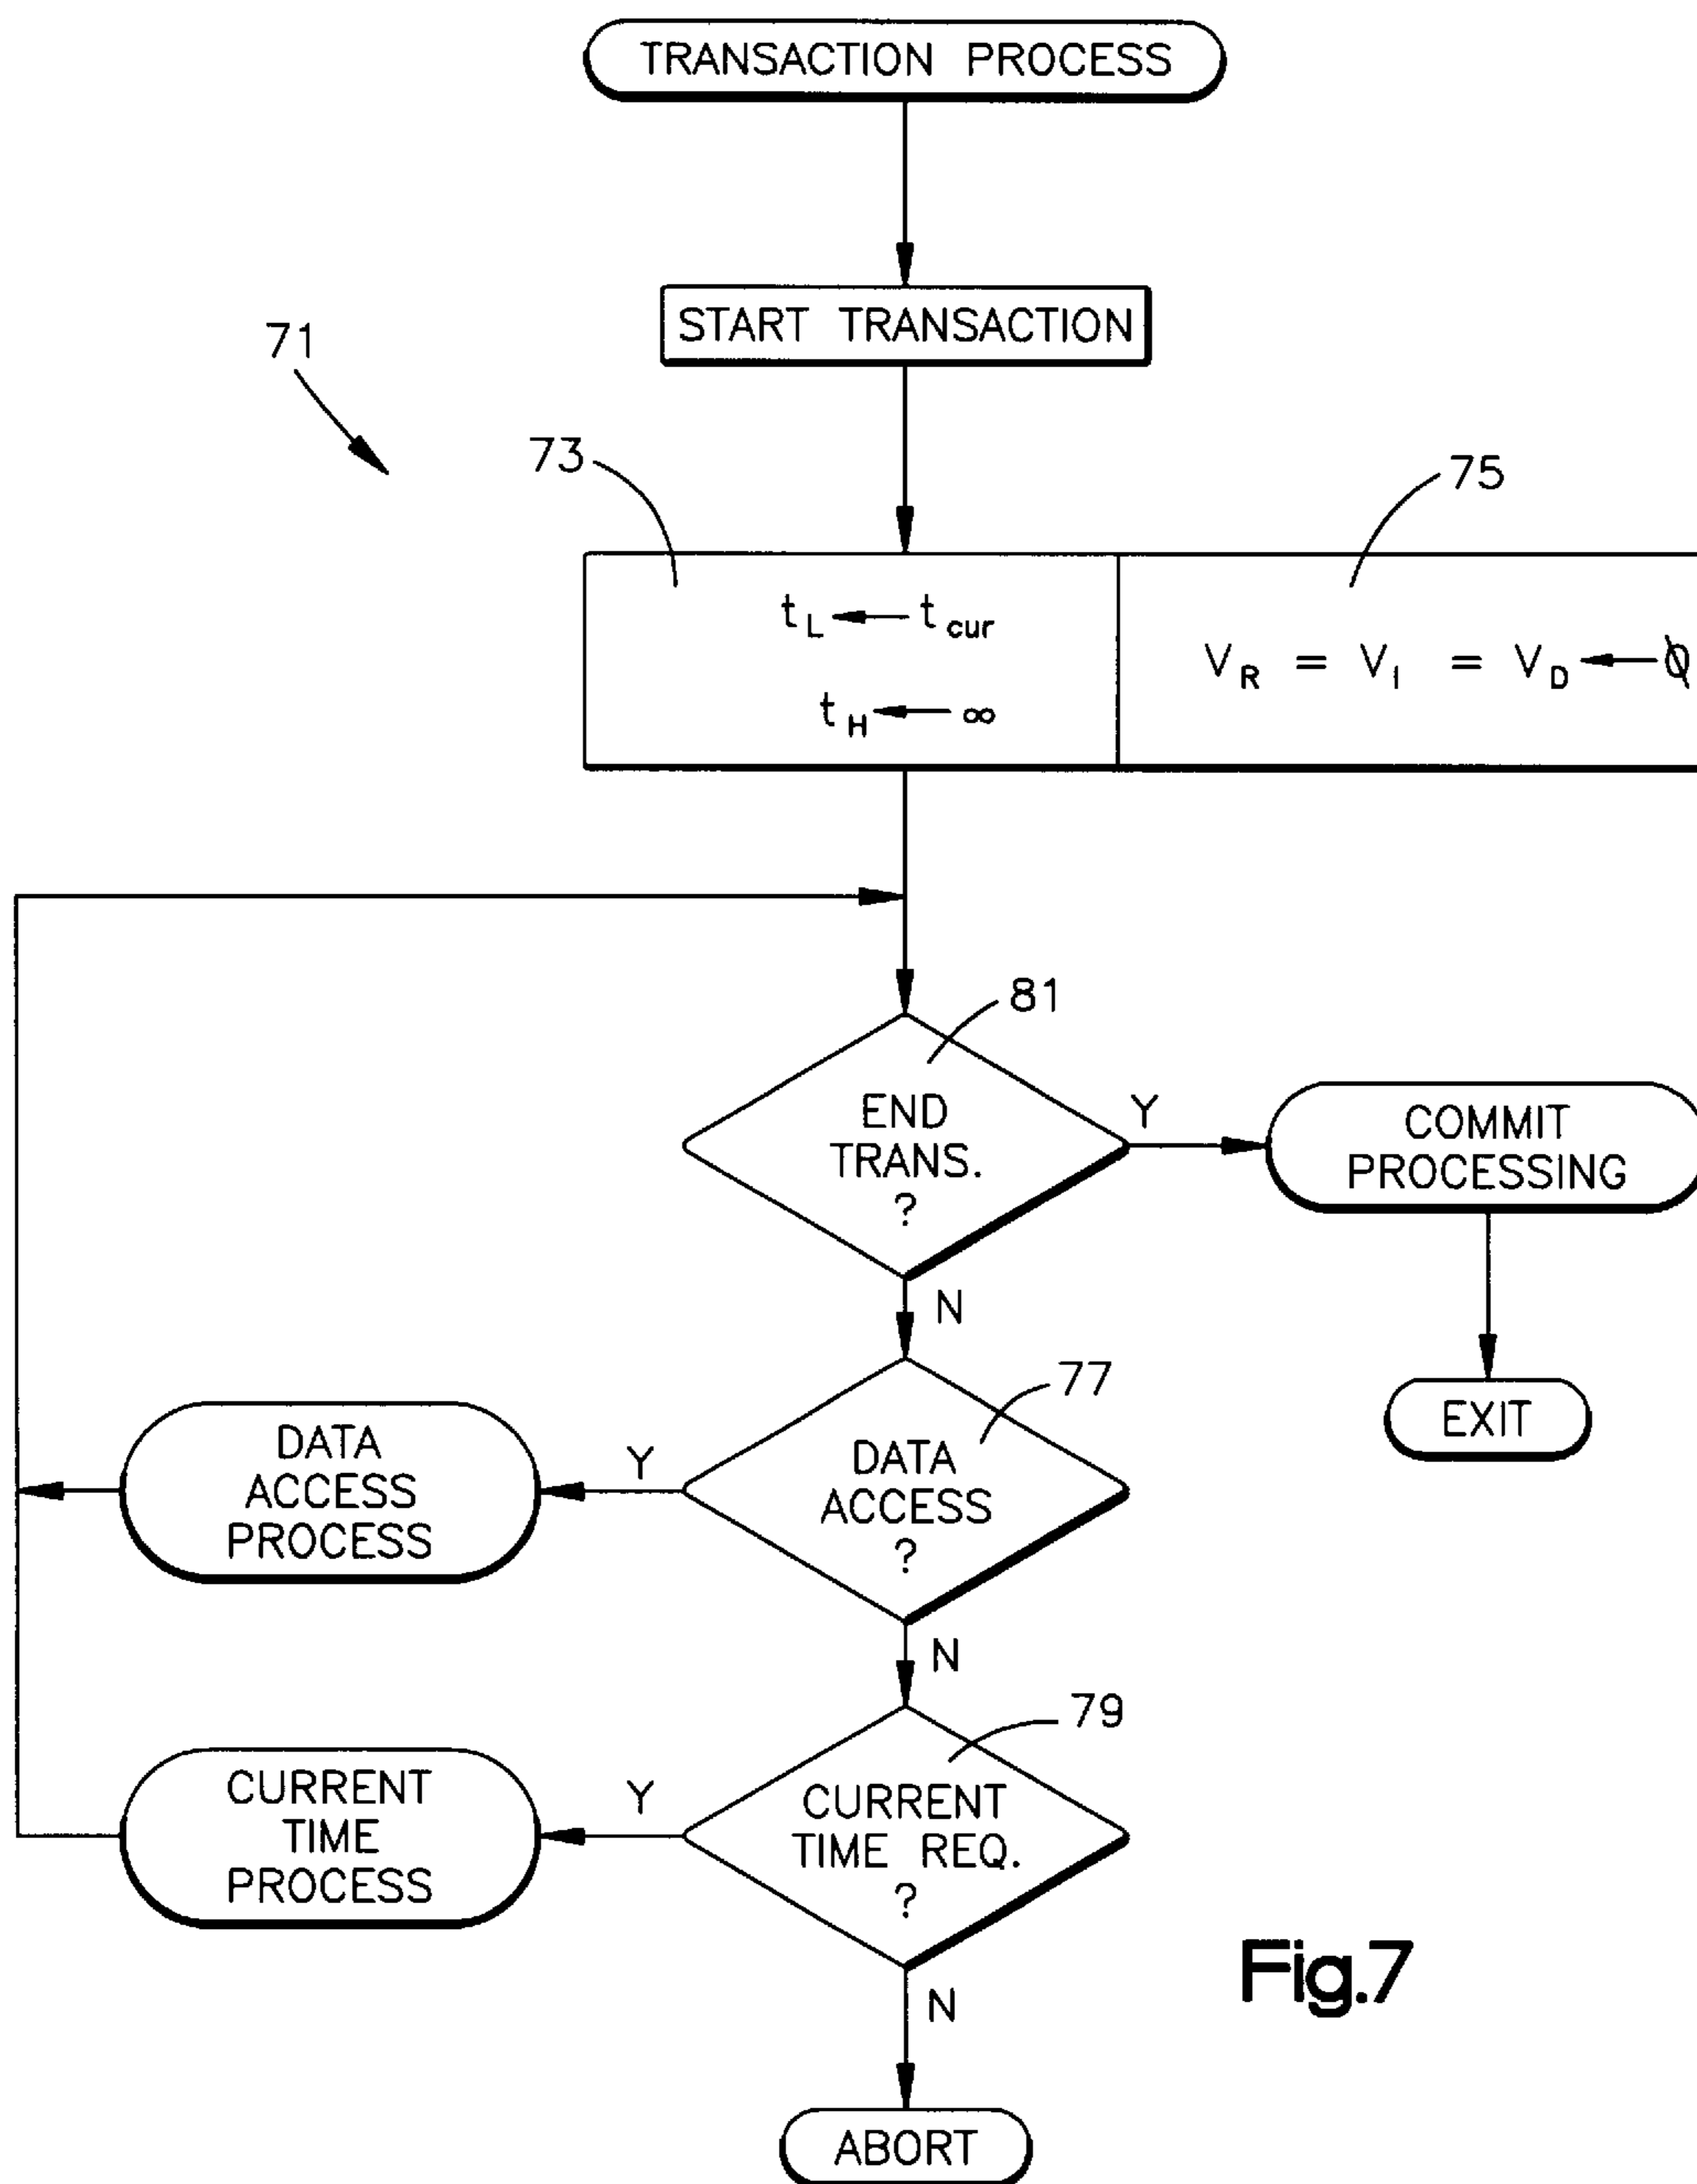 TRANSACTION PROCESS
START TRANSACTION
71
73
75
t_L ← t_cur
t_H ← ∞
V_R = V_I = V_D ← ∅
81
END
TRANS.
?
Y
COMMIT
PROCESSING
N
EXIT
77
DATA
ACCESS
?
Y
DATA
ACCESS
PROCESS
N
79
CURRENT
TIME REQ.
?
Y
CURRENT
TIME
PROCESS
N
Fig.7
ABORT